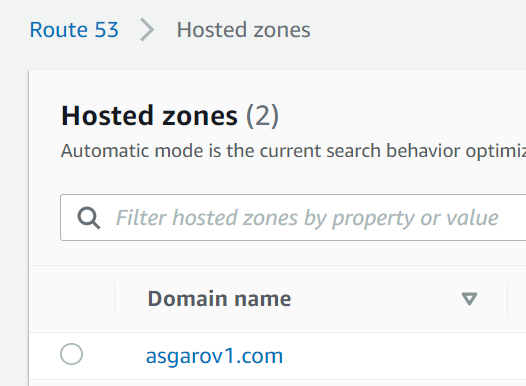 Route 53 > Hosted zones
Hosted zones (2)
Automatic mode is the current search behavior optimiz
Filter hosted zones by property or value
Domain name
asgarov1.com